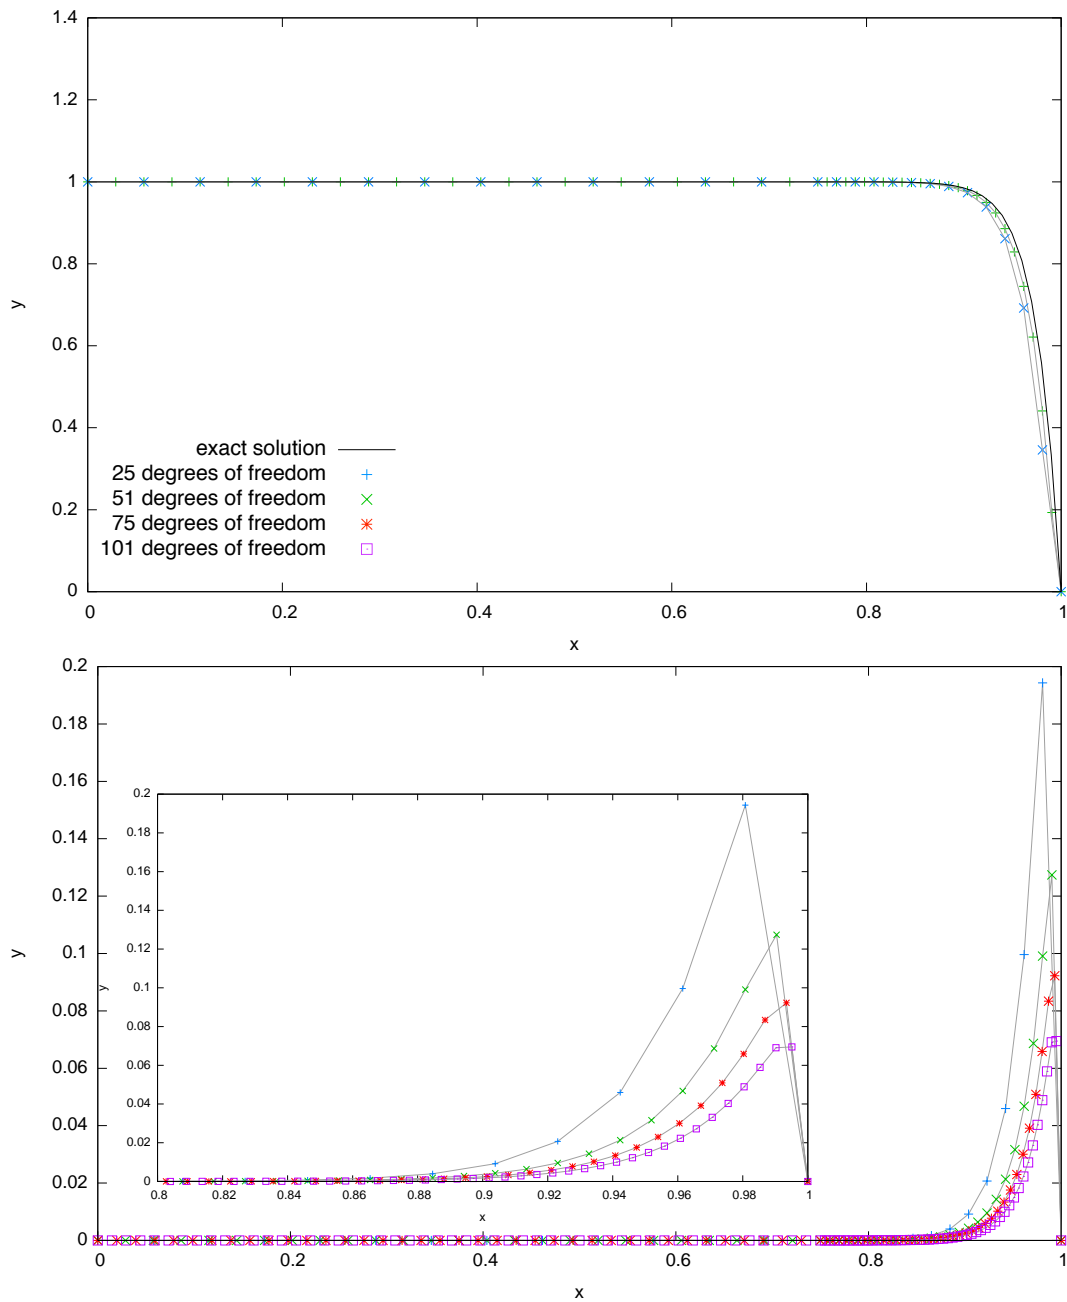 1.4
1.2
1
0.8
0.6
0.4
0.2
0
y
exact solution
25 degrees of freedom
51 degrees of freedom
75 degrees of freedom
101 degrees of freedom
0 0.2 0.4 0.6 0.8 1
x
0.2
0.18
0.16
0.14
0.12
0.1
0.08
0.06
0.04
0.02
0
y
0.2
0.18
0.16
0.14
0.12
0.1
0.08
0.06
0.04
0.02
0
y
0.8 0.82 0.84 0.86 0.88 0.9 0.92 0.94 0.96 0.98 1
x
0 0.2 0.4 0.6 0.8 1
x